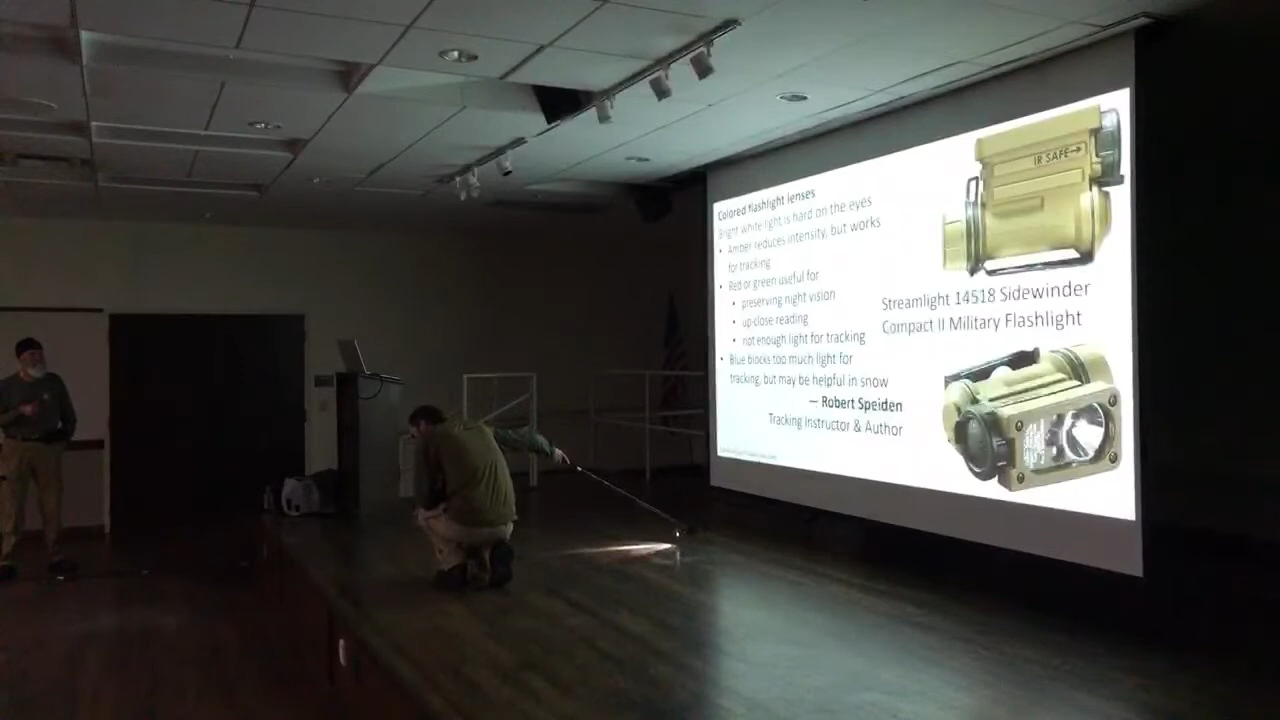 Colored flashlight lenses
Bright white light is hard on the eyes
• Amber reduces intensity, but works
for tracking
• Red or green useful for
• preserving night vision
• up-close reading
• not enough light for tracking
• Blue blocks too much light for
tracking, but may be helpful in snow
— Robert Speiden
Tracking Instructor & Author
IR SAFE→
Streamlight 14518 Sidewinder
Compact II Military Flashlight